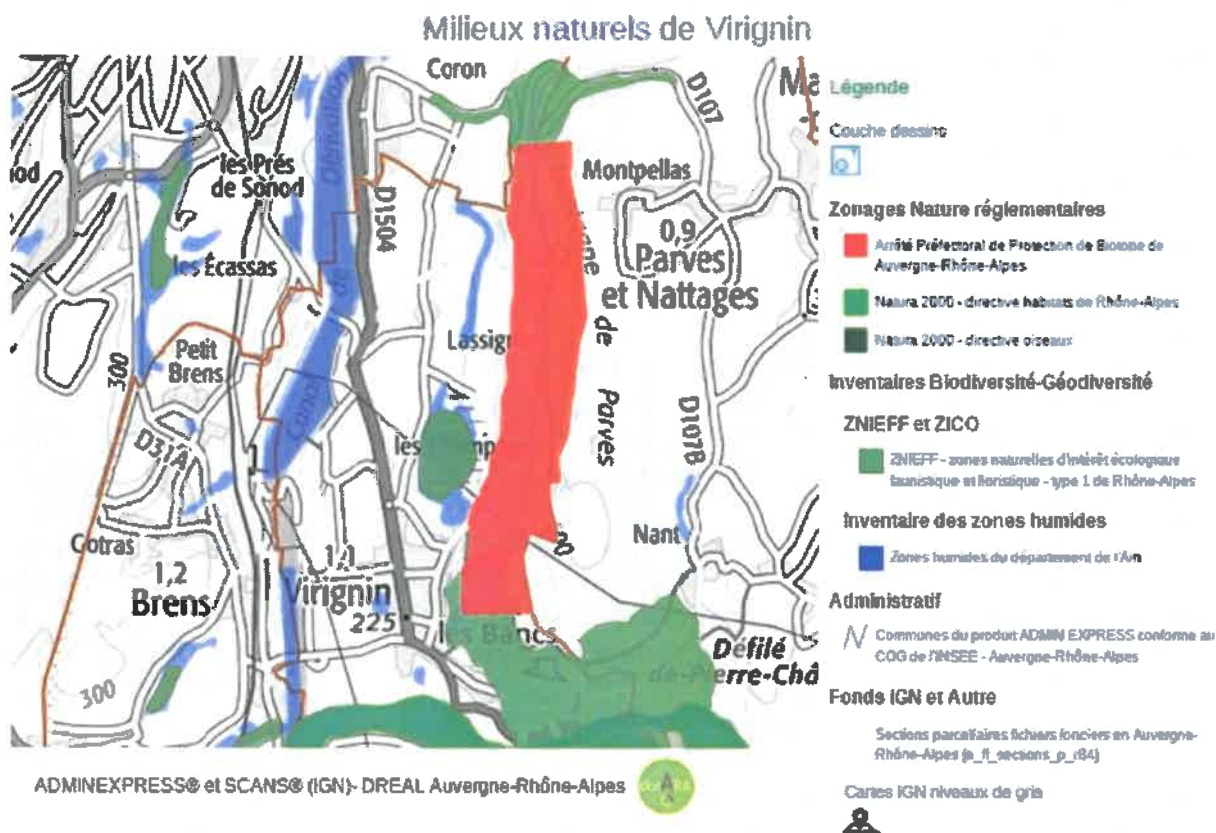 Milieux naturels de Virignin
Coron
D107
Ma
Légende
Couche dessins
les Prés
de Sonod
od
D1504
Montpellas
0,9
Parves
et Nattages
Zonages Nature réglementaires
Arrêté Préfectoral de Protection de Biotope de
Auvergne-Rhône-Alpes
Natura 2000 - directive habitats de Rhône-Alpes
Natura 2000 - directive oiseaux
les Écassas
Petit
Brens
300
Lassign
de
Parves
D107B
Inventaires Biodiversité-Géodiversité
ZNIEFF et ZICO
ZNIEFF - zones naturelles d'intérêt écologique
faunistique et floristique - type 1 de Rhône-Alpes
D31A
Canal
de
les
Inventaire des zones humides
Zones humides du département de l'Ain
Cotras
1,2
Brens
1,1
Virignin
225
Nant
les Bancs
Défilé
de-Pierre-Châ
300
Administratif
Communes du produit ADMIN EXPRESS conforme au
COG de l'INSEE - Auvergne-Rhône-Alpes
Fonds IGN et Autre
Sections parcellaires fichiers fonciers en Auvergne-
Rhône-Alpes (n_ff_sections_p_r84)
Cartes IGN niveaux de gris
ADMINEXPRESS® et SCANS® (IGN)- DREAL Auvergne-Rhône-Alpes